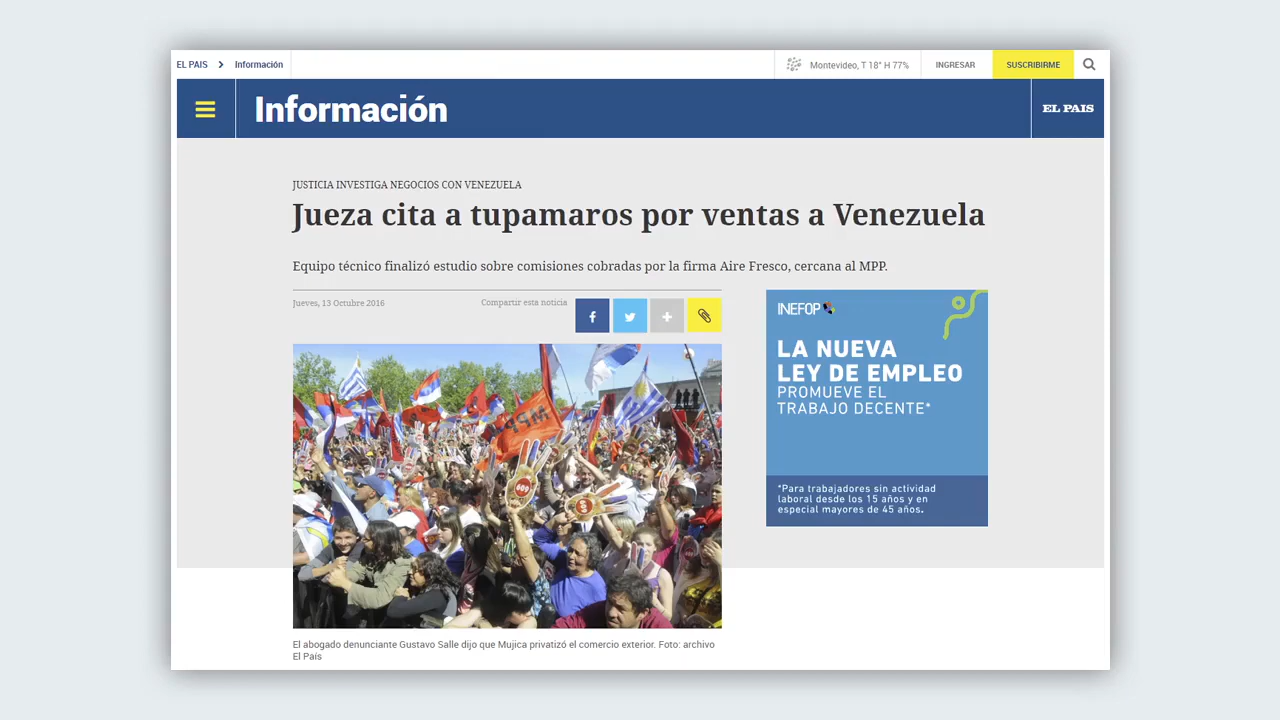 EL PAIS > Información
Montevideo, T 18° H 77%
INGRESAR
SUSCRIBIRME
Información
EL PAIS
JUSTICIA INVESTIGA NEGOCIOS CON VENEZUELA
Jueza cita a tupamaros por ventas a Venezuela
Equipo técnico finalizó estudio sobre comisiones cobradas por la firma Aire Fresco, cercana al MPP.
Jueves, 13 Octubre 2016
Compartir esta noticia
INEFOP
LA NUEVA
LEY DE EMPLEO
PROMUEVE EL
TRABAJO DECENTE*
*Para trabajadores sin actividad
laboral desde los 15 años y en
especial mayores de 45 años.
609
El abogado denunciante Gustavo Salle dijo que Mujica privatizó el comercio exterior. Foto: archivo
El País